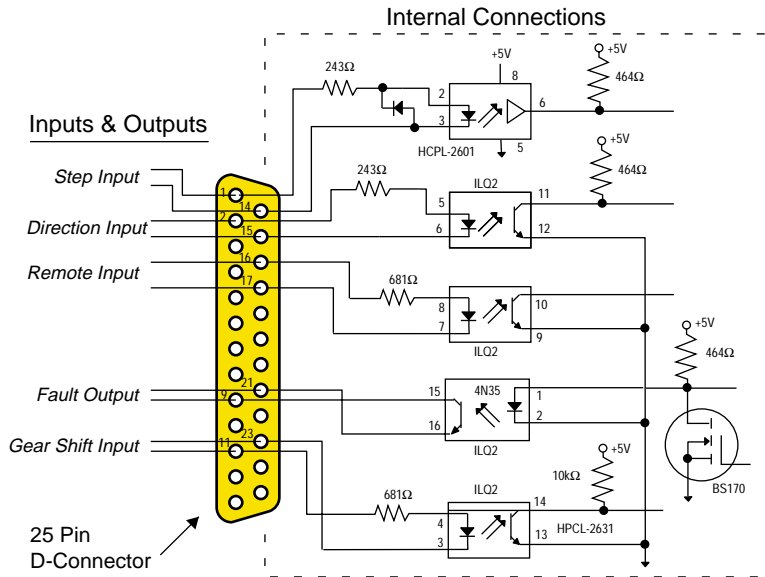 Internal Connections
Inputs & Outputs
Step Input
Direction Input
Remote Input
Fault Output
Gear Shift Input
25 Pin
D-Connector
1
14
2
15
16
17
21
9
23
11
243Ω
2
3
+5V
8
6
5
HCPL-2601
+5V
464Ω
243Ω
ILQ2
5
6
11
12
+5V
464Ω
681Ω
8
7
10
9
ILQ2
15
16
4N35
1
2
ILQ2
+5V
464Ω
BS170
681Ω
ILQ2
4
3
14
13
HPCL-2631
10kΩ
+5V